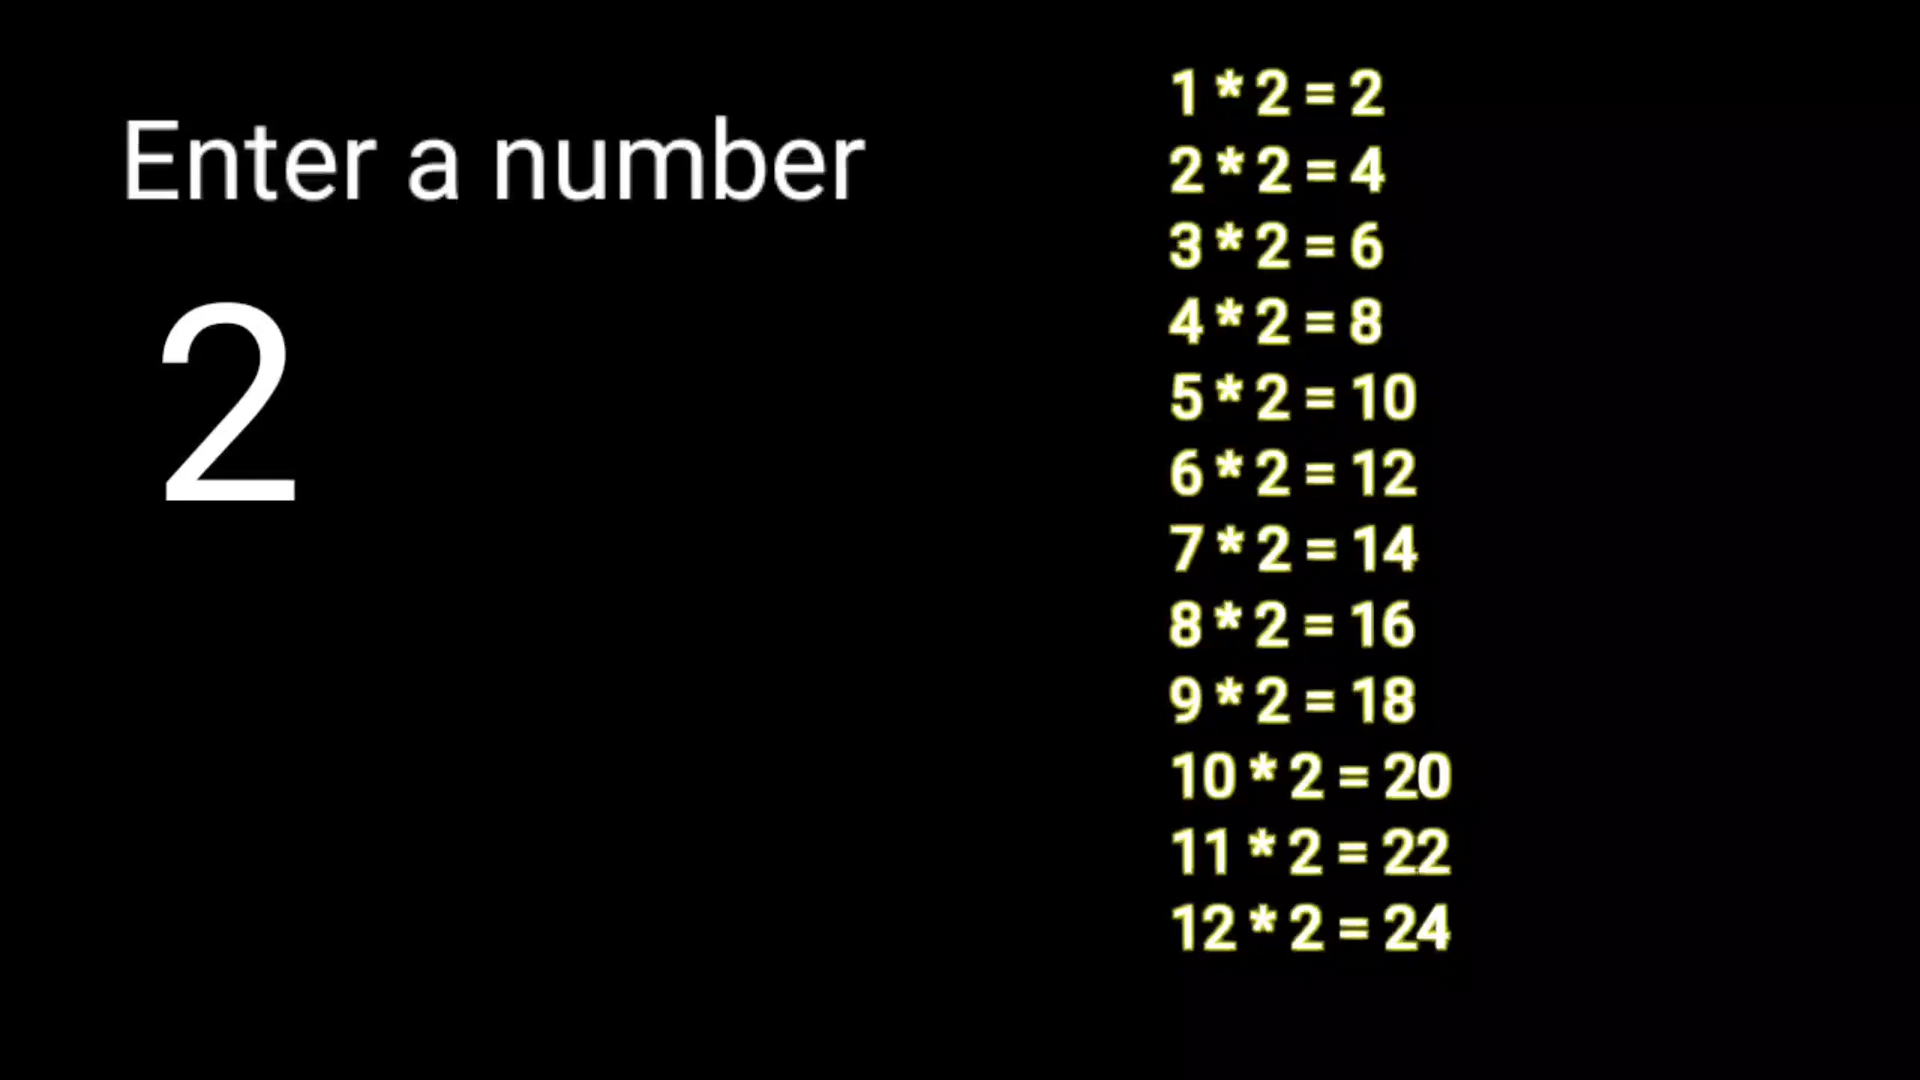 Enter a number
2
1 * 2 = 2
2 * 2 = 4
3 * 2 = 6
4 * 2 = 8
5 * 2 = 10
6 * 2 = 12
7 * 2 = 14
8 * 2 = 16
9 * 2 = 18
10 * 2 = 20
11 * 2 = 22
12 * 2 = 24